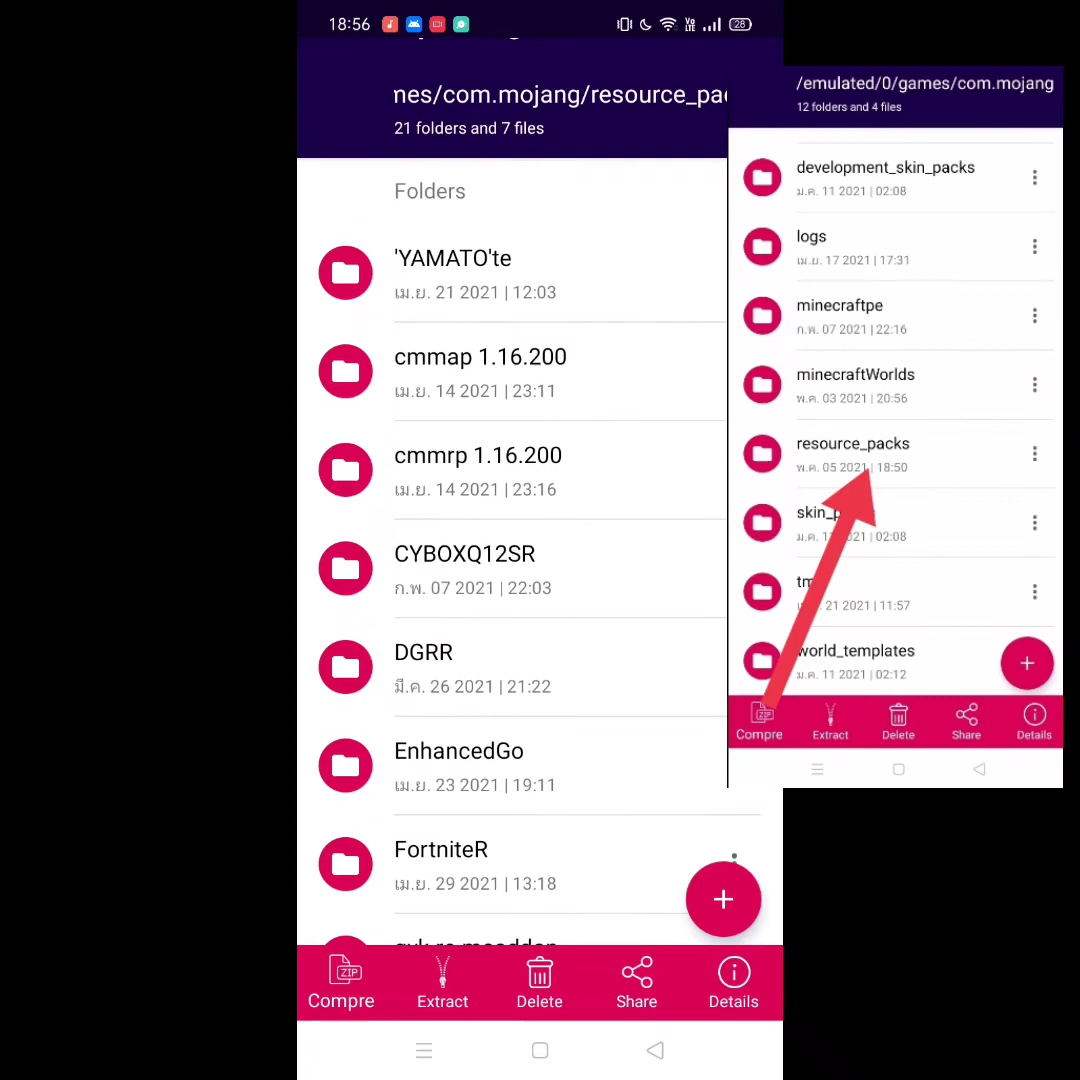 18:56
28
nes/com.mojang/resource_pa
21 folders and 7 files
Folders
'YAMATO'te
เม.ย. 21 2021 | 12:03
cmmap 1.16.200
เม.ย. 14 2021 | 23:11
cmmrp 1.16.200
เม.ย. 14 2021 | 23:16
CYBOXQ12SR
ก.พ. 07 2021 | 22:03
DGRR
มี.ค. 26 2021 | 21:22
EnhancedGo
เม.ย. 23 2021 | 19:11
FortniteR
เม.ย. 29 2021 | 13:18
ZIP
Compre
Extract
Delete
Share
Details
/emulated/0/games/com.mojang
12 folders and 4 files
development_skin_packs
ม.ค. 11 2021 | 02:08
logs
เม.ย. 17 2021 | 17:31
minecraftpe
ก.พ. 07 2021 | 22:16
minecraftWorlds
พ.ค. 03 2021 | 20:56
resource_packs
พ.ค. 05 2021 | 18:50
skin_p
021 | 02:08
21 2021 | 11:57
world_templates
ม.ค. 11 2021 | 02:12
ZIP
Compre
Extract
Delete
Share
Details